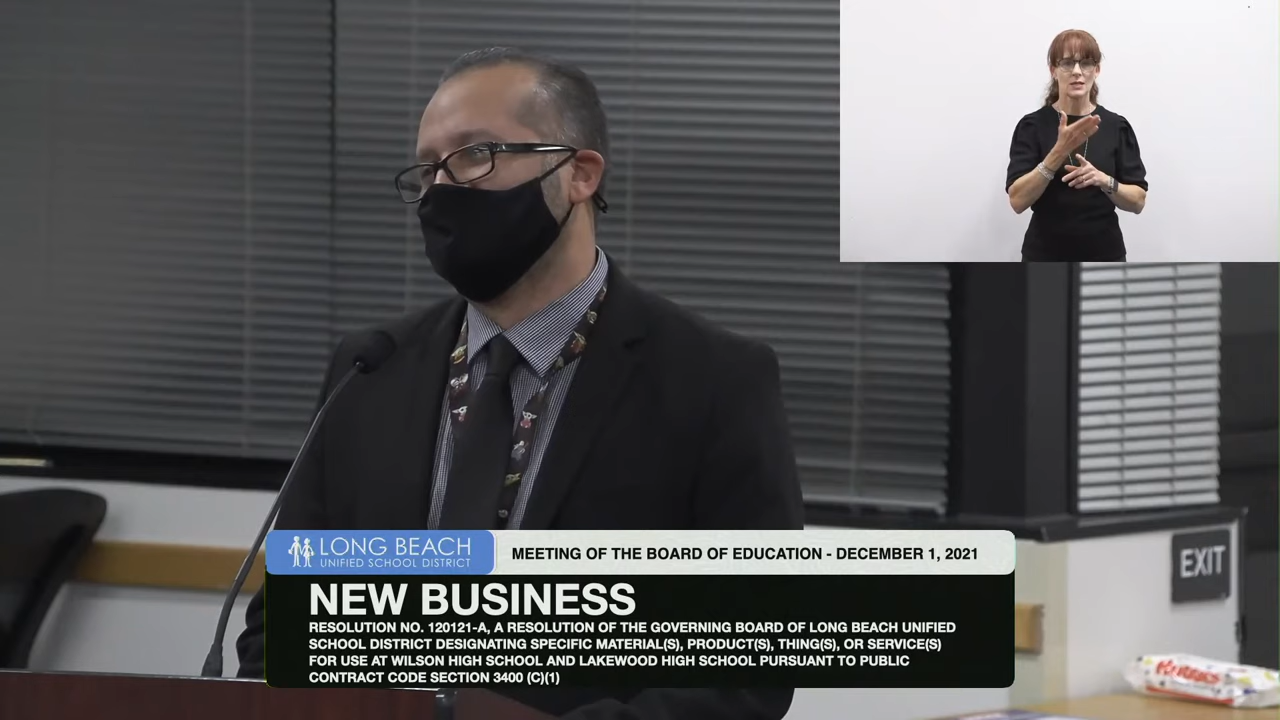 LONG BEACH
UNIFIED SCHOOL DISTRICT
MEETING OF THE BOARD OF EDUCATION - DECEMBER 1, 2021
NEW BUSINESS
RESOLUTION NO. 120121-A, A RESOLUTION OF THE GOVERNING BOARD OF LONG BEACH UNIFIED
SCHOOL DISTRICT DESIGNATING SPECIFIC MATERIAL(S), PRODUCT(S), THING(S), OR SERVICE(S)
FOR USE AT WILSON HIGH SCHOOL AND LAKEWOOD HIGH SCHOOL PURSUANT TO PUBLIC
CONTRACT CODE SECTION 3400 (C)(1)
EXIT